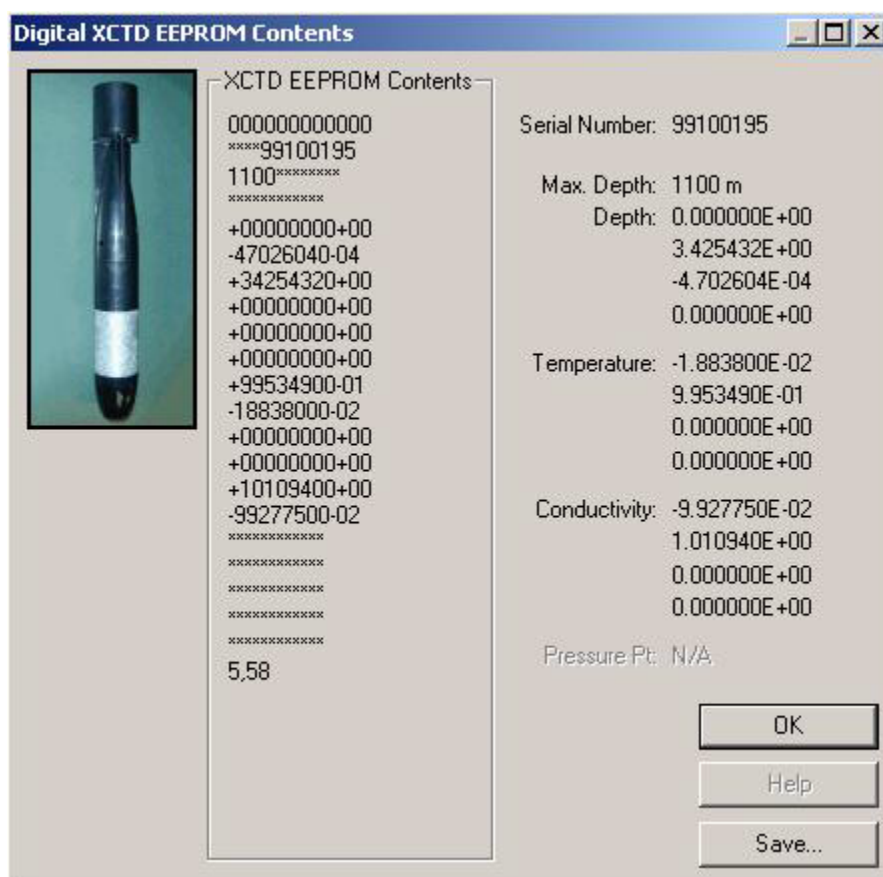 Digital XCTD EEPROM Contents
XCTD EEPROM Contents
000000000000
****99100195
1100********
************
+00000000+00
-47026040-04
+34254320+00
+00000000+00
+00000000+00
+00000000+00
+99534900-01
-18838000-02
+00000000+00
+00000000+00
+10109400+00
-99277500-02
************
************
************
************
************
5,58
Serial Number: 99100195
Max. Depth: 1100 m
Depth: 0.000000E+00
3.425432E+00
-4.702604E-04
0.000000E+00
Temperature: -1.883800E-02
9.953490E-01
0.000000E+00
0.000000E+00
Conductivity: -9.927750E-02
1.010940E+00
0.000000E+00
0.000000E+00
Pressure Pt: N/A
OK
Help
Save...